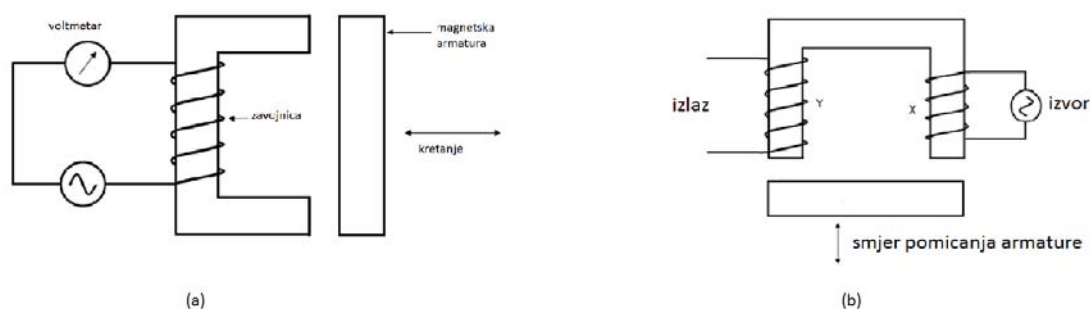 voltmetar
magnetska
armatura
zavojnica
kretanje
(a)
izlaz
Y
X
izvor
smjer pomicanja armature
(b)